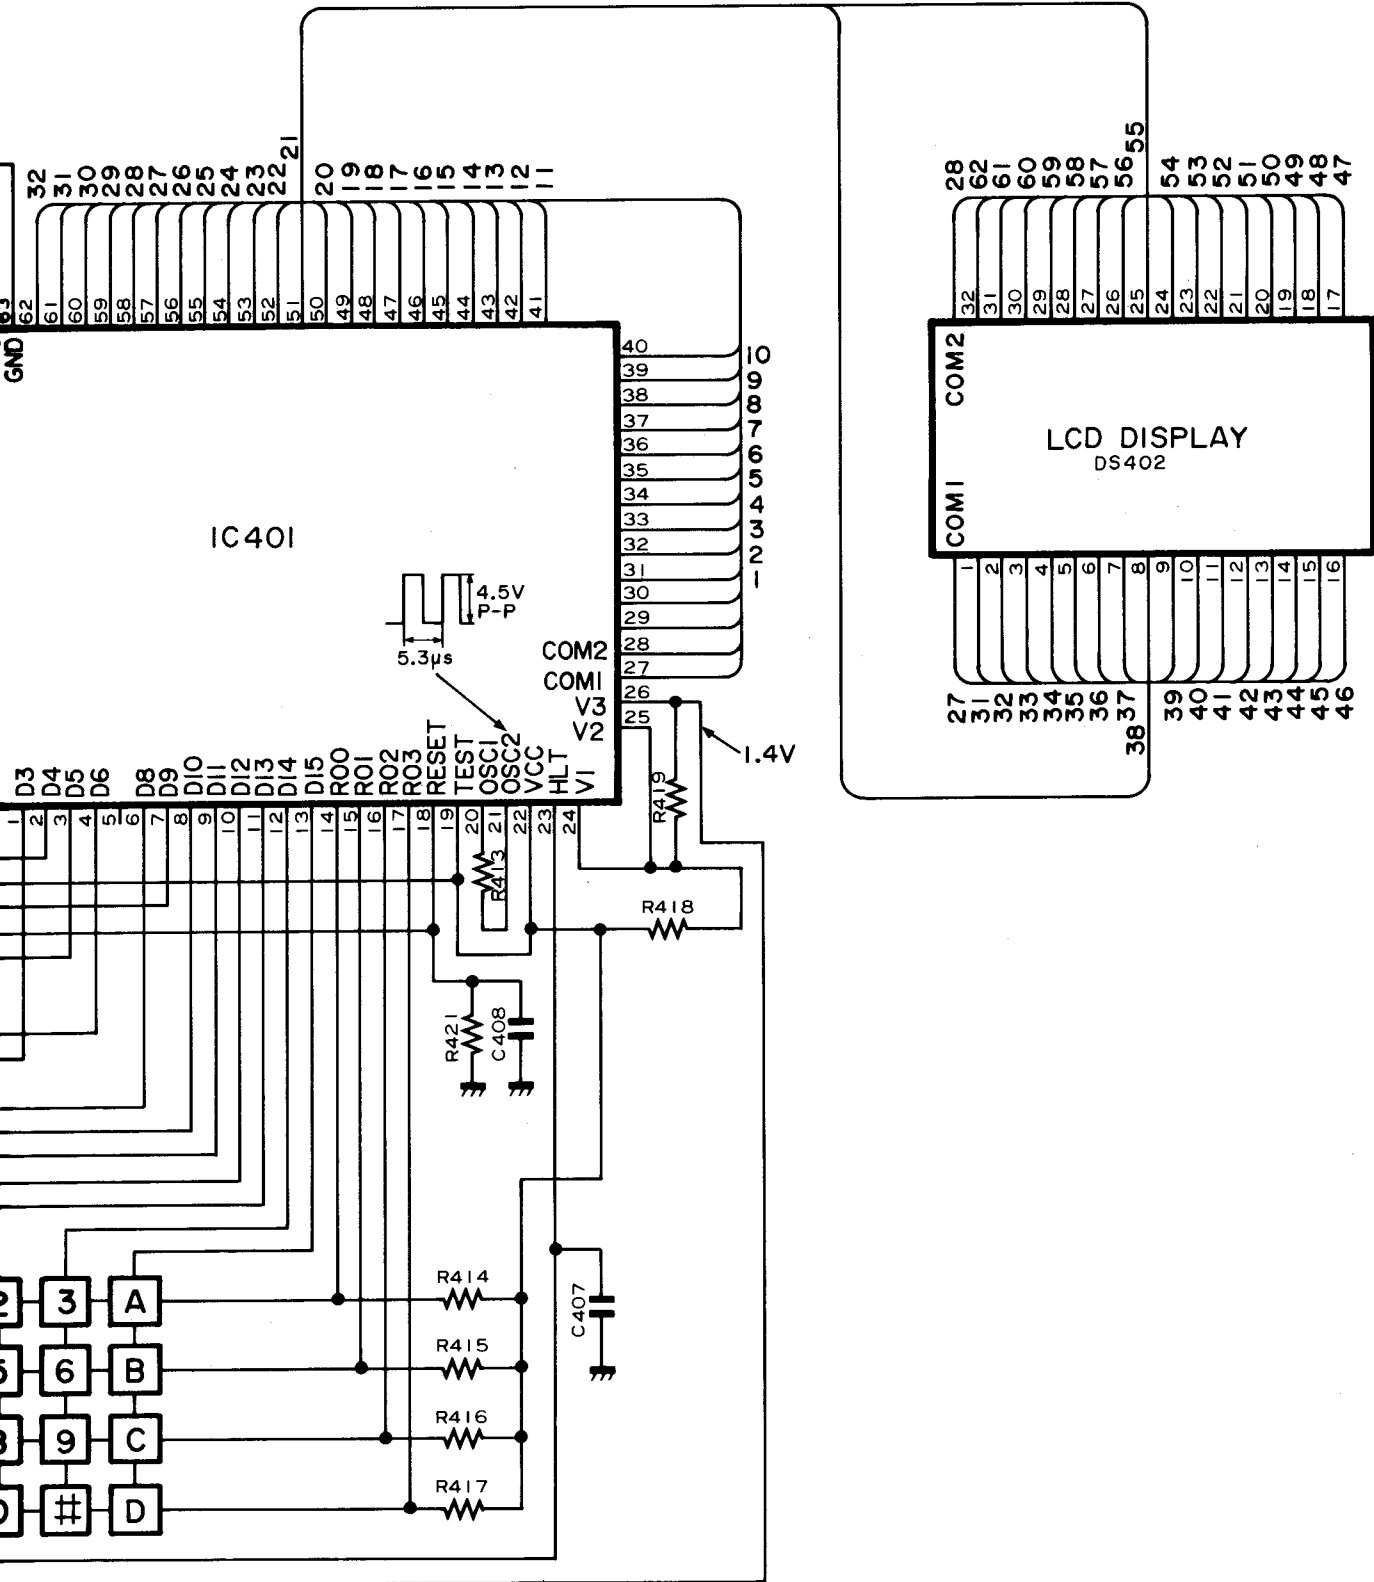 32 31 30 29 28 27 26 25 24 23 22 21 20 19 18 17 16 15 14 13 12 11
63 62 61 60 59 58 57 56 55 54 53 52 51 50 49 48 47 46 45 44 43 42 41
GND
28 62 61 60 59 58 57 56 55 54 53 52 51 50 49 48 47
32 31 30 29 28 27 26 25 24 23 22 21 20 19 18 17
COM2
LCD DISPLAY
DS402
COM1
1 2 3 4 5 6 7 8 9 10 11 12 13 14 15 16
27 31 32 33 34 35 36 37 38 39 40 41 42 43 44 45 46
40 10
39 9
38 8
37 7
36 6
35 5
34 4
33 3
32 2
31 1
30
29
COM2 28
COM1 27
V3 26
V2 25
IC401
4.5V
P-P
5.3μs
1.4V
D3 D4 D5 D6 D8 D9 D10 D11 D12 D13 D14 D15 R00 R01 R02 R03 RESET TEST OSC1 OSC2 VCC HLT V1
1 2 3 4 5 6 7 8 9 10 11 12 13 14 15 16 17 18 19 20 21 22 23 24
R419
R413
R418
R421
C408
R414
3 A
C407
R415
6 B
R416
9 C
R417
# D